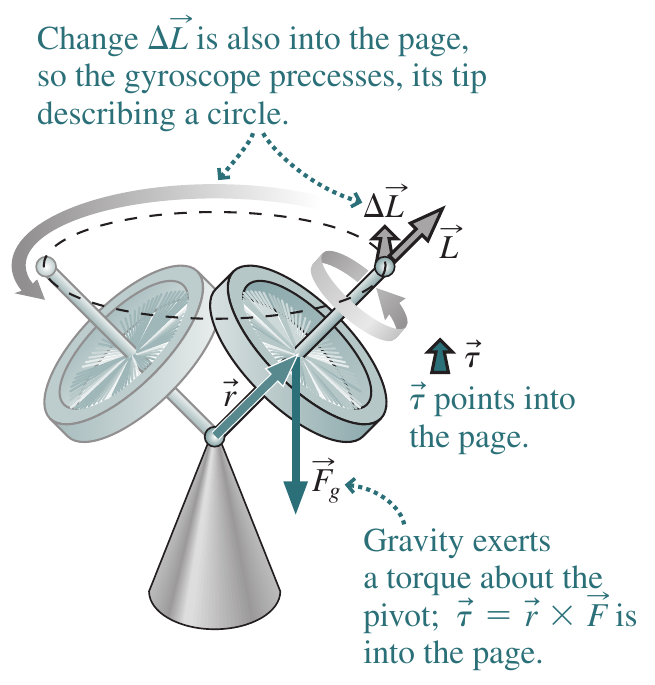 Change ΔL⃗ is also into the page,
so the gyroscope precesses, its tip
describing a circle.
ΔL⃗
L⃗
τ⃗
r⃗
τ⃗ points into
the page.
F⃗g
Gravity exerts
a torque about the
pivot; τ⃗ = r⃗ × F⃗ is
into the page.